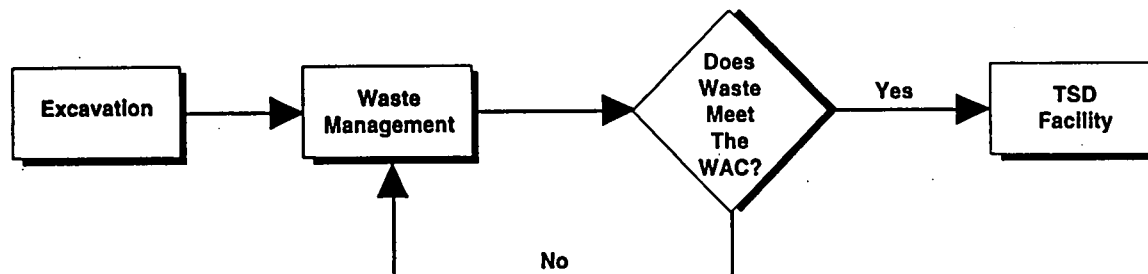 Excavation
Waste
Management
Does
Waste
Meet
The
WAC?
Yes
TSD
Facility
No